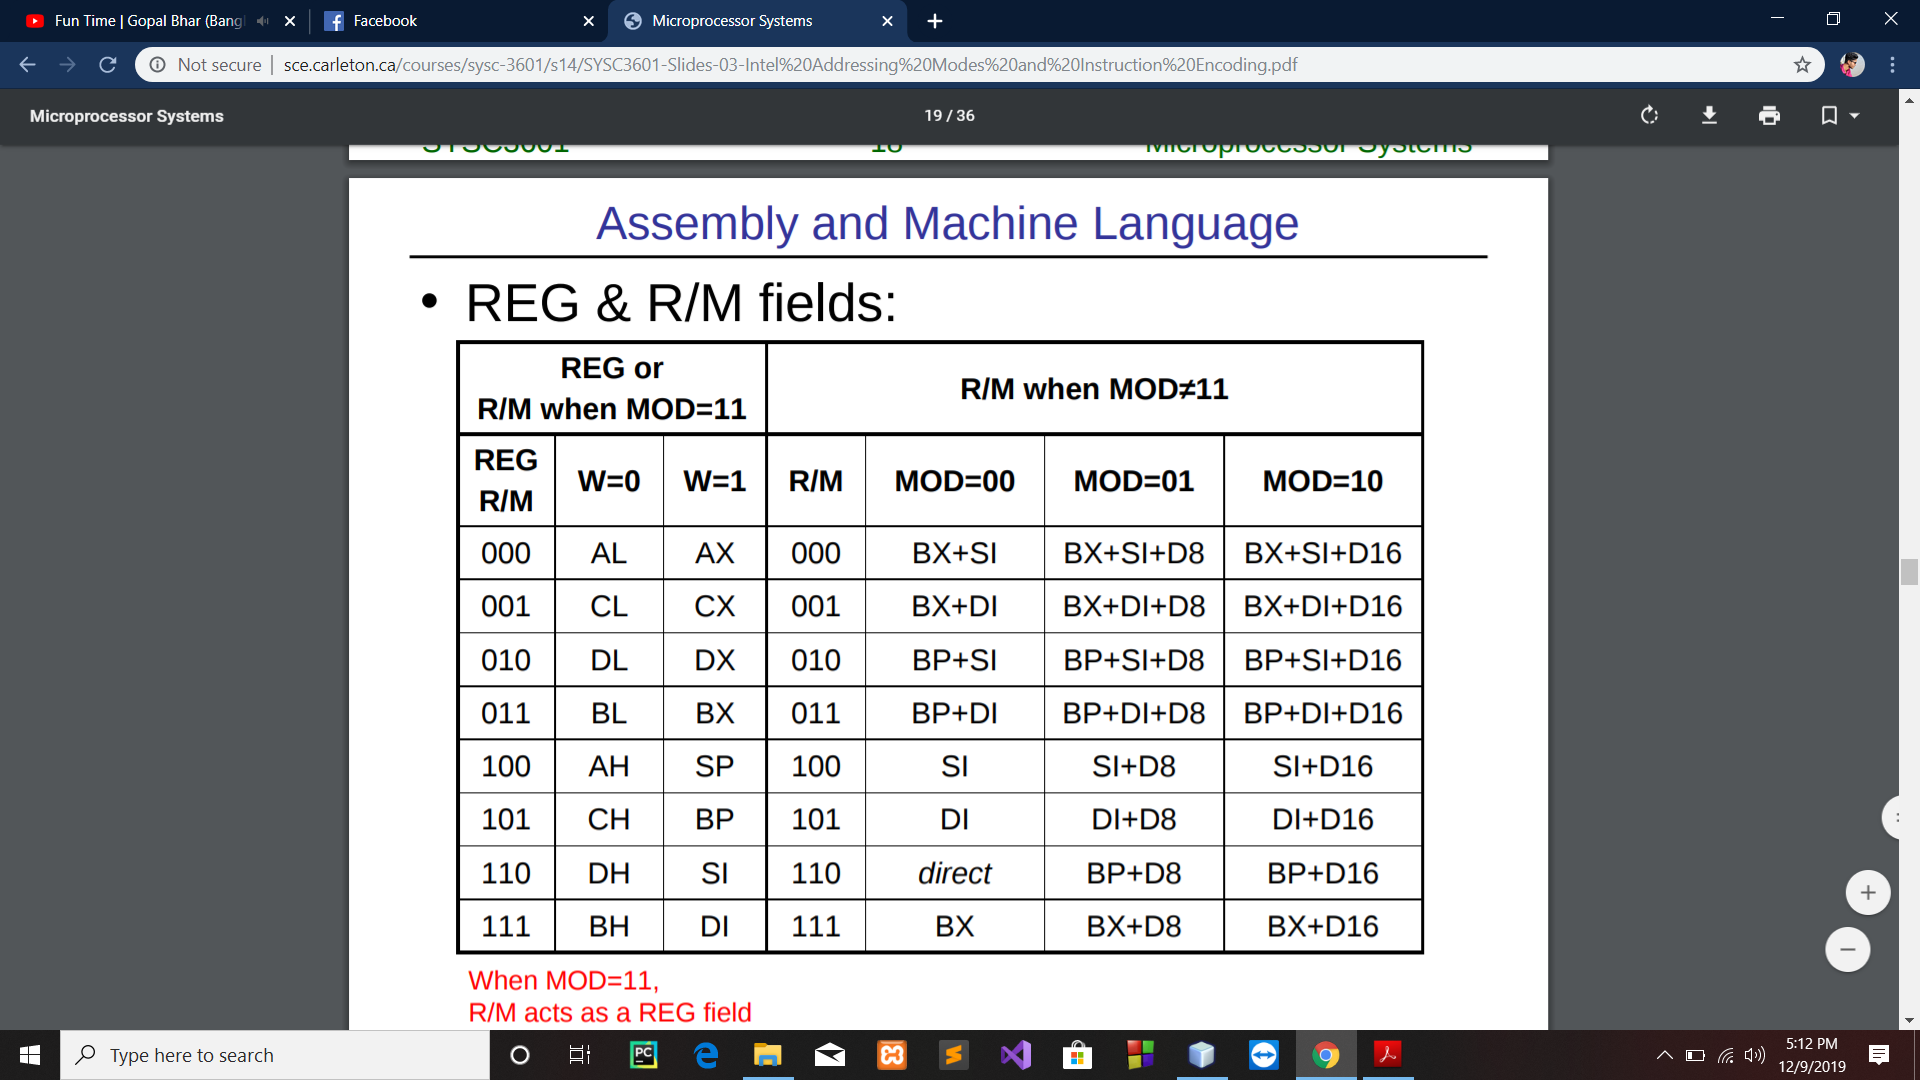 Fun Time | Gopal Bhar (Bang
Facebook
Microprocessor Systems
Not secure | sce.carleton.ca/courses/sysc-3601/s14/SYSC3601-Slides-03-Intel%20Addressing%20Modes%20and%20Instruction%20Encoding.pdf
Microprocessor Systems
19 / 36
SYSC3601 18 Microprocessor Systems
Assembly and Machine Language
• REG & R/M fields:
REG or
R/M when MOD=11
R/M when MOD≠11
REG
R/M
W=0 W=1 R/M MOD=00 MOD=01 MOD=10
000 AL AX 000 BX+SI BX+SI+D8 BX+SI+D16
001 CL CX 001 BX+DI BX+DI+D8 BX+DI+D16
010 DL DX 010 BP+SI BP+SI+D8 BP+SI+D16
011 BL BX 011 BP+DI BP+DI+D8 BP+DI+D16
100 AH SP 100 SI SI+D8 SI+D16
101 CH BP 101 DI DI+D8 DI+D16
110 DH SI 110 direct BP+D8 BP+D16
111 BH DI 111 BX BX+D8 BX+D16
When MOD=11,
R/M acts as a REG field
Type here to search
PC
5:12 PM
12/9/2019